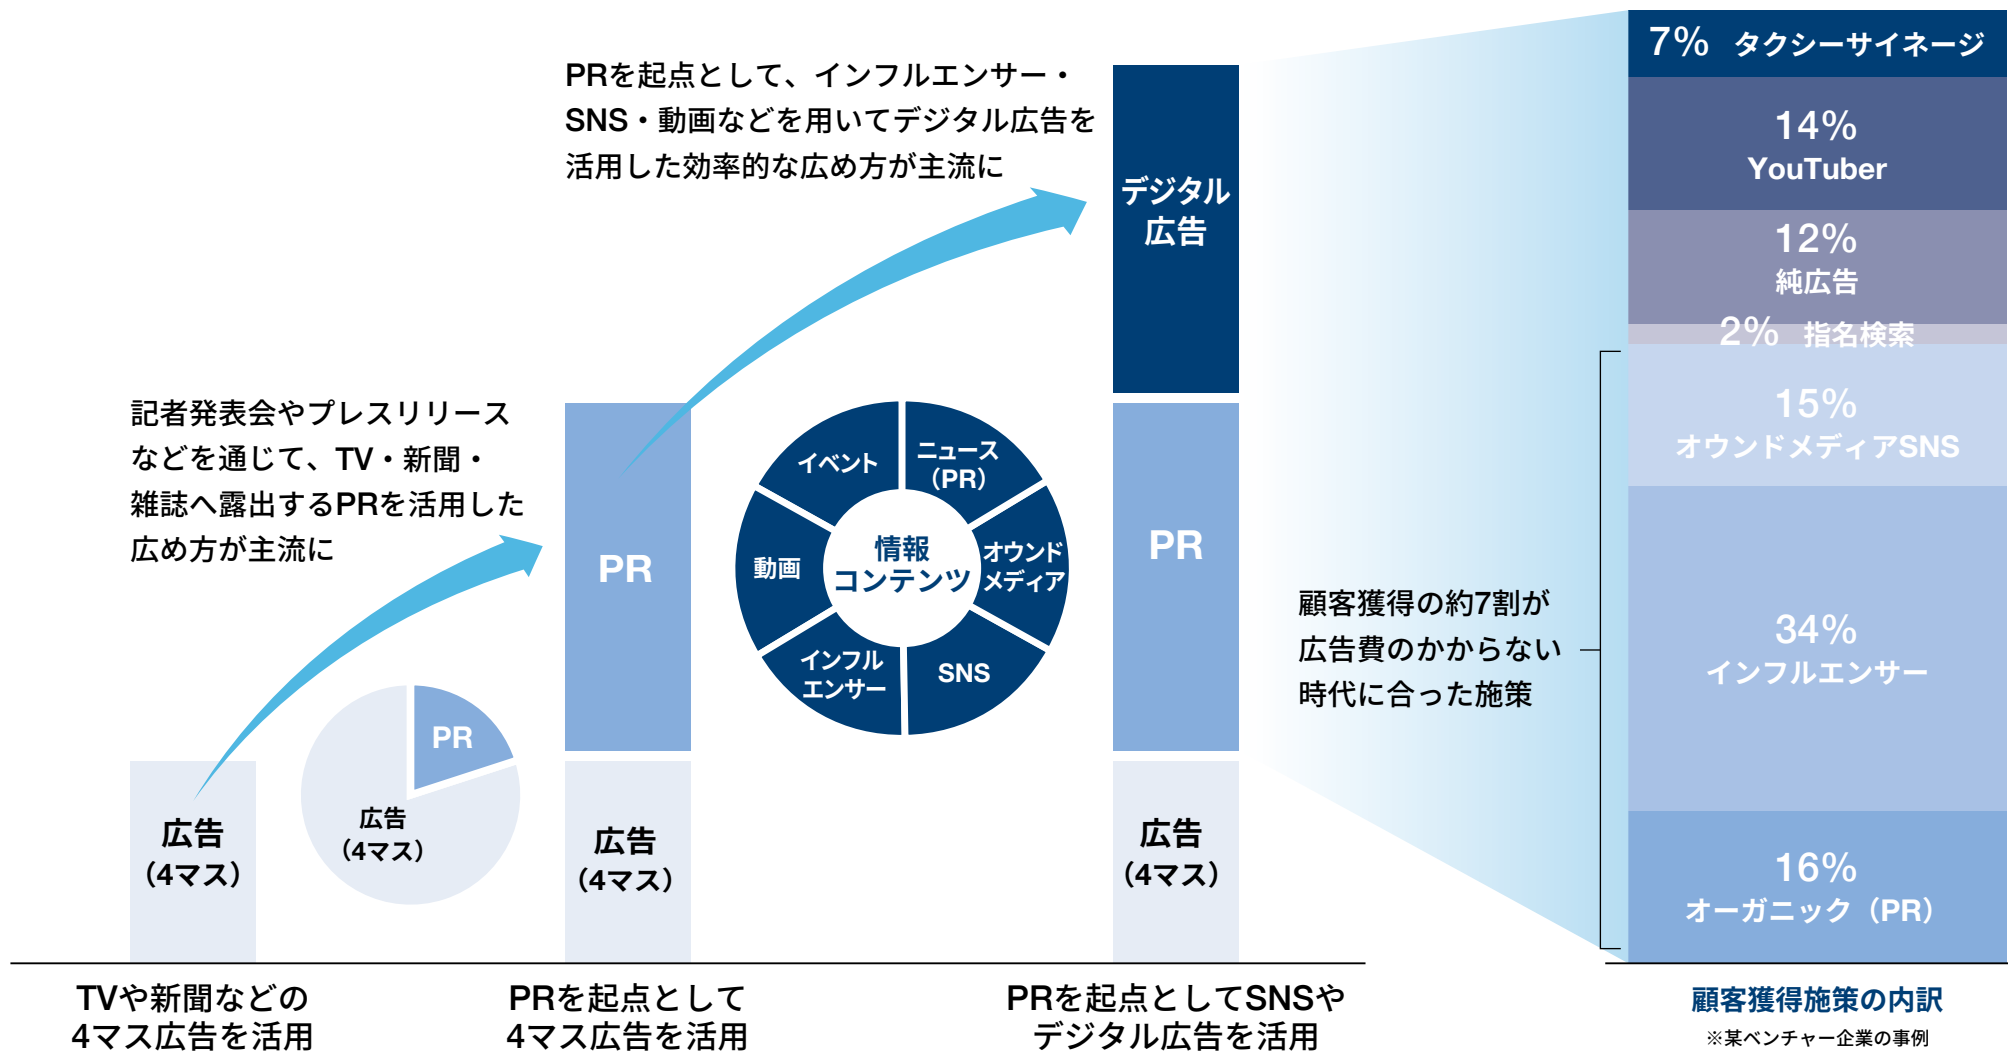 PRを起点として、インフルエンサー・
SNS・動画などを用いてデジタル広告を
活用した効率的な広め方が主流に
記者発表会やプレスリリース
などを通じて、TV・新聞・
雑誌へ露出するPRを活用した
広め方が主流に
広告
（4マス）
PR
広告
（4マス）
PR
広告
（4マス）
イベント
ニュース
（PR）
動画
情報
コンテンツ
オウンド
メディア
インフル
エンサー
SNS
デジタル
広告
PR
広告
（4マス）
TVや新聞などの
4マス広告を活用
PRを起点として
4マス広告を活用
PRを起点としてSNSや
デジタル広告を活用
顧客獲得の約7割が
広告費のかからない
時代に合った施策
7% タクシーサイネージ
14%
YouTuber
12%
純広告
2% 指名検索
15%
オウンドメディアSNS
34%
インフルエンサー
16%
オーガニック（PR）
顧客獲得施策の内訳
※某ベンチャー企業の事例